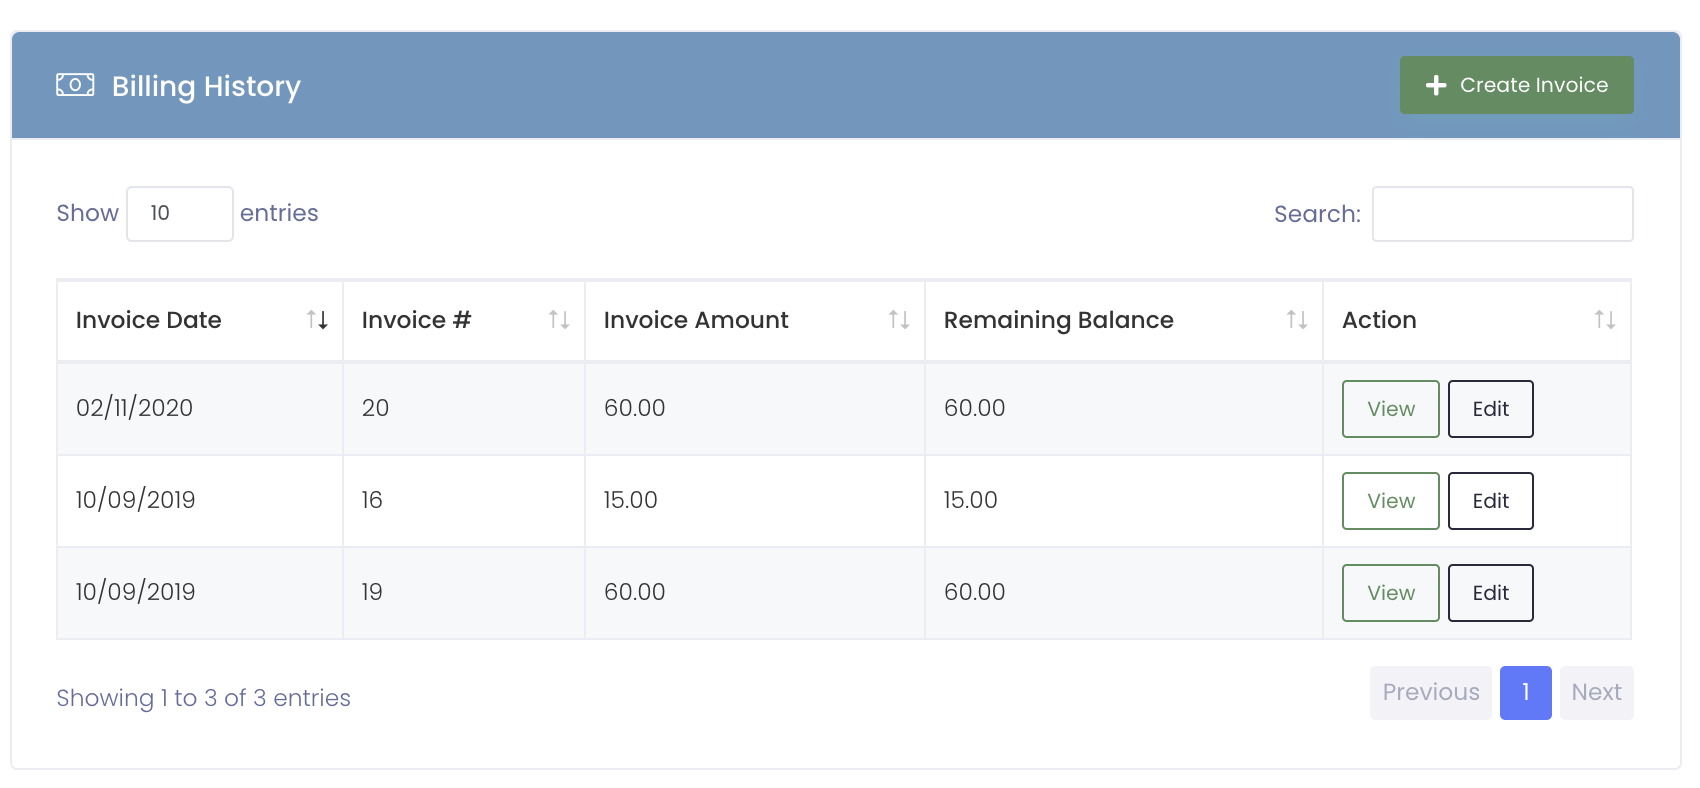 Billing History
Create Invoice
Show 10 entries
Search:
Invoice Date Invoice # Invoice Amount Remaining Balance Action
02/11/2020 20 60.00 60.00 View Edit
10/09/2019 16 15.00 15.00 View Edit
10/09/2019 19 60.00 60.00 View Edit
Showing 1 to 3 of 3 entries
Previous 1 Next